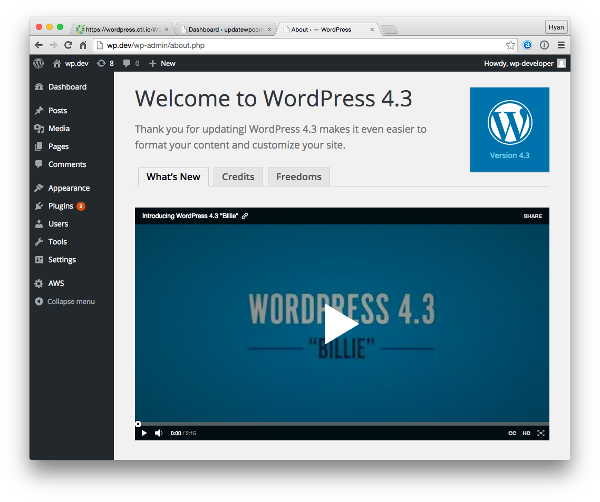 https://wordpress.ctl.io/W
Dashboard ‹ updatewpcore
About ‹ — WordPress
Hyan
wp.dev/wp-admin/about.php
wp.dev 8 0 + New Howdy, wp-developer
Dashboard
Posts
Media
Pages
Comments
Appearance
Plugins 3
Users
Tools
Settings
AWS
Collapse menu
Welcome to WordPress 4.3
Thank you for updating! WordPress 4.3 makes it even easier to
format your content and customize your site.
Version 4.3
What's New Credits Freedoms
Introducing WordPress 4.3 "Billie" SHARE
WORDPRESS 4.3
"BILLIE"
0:00 / 2:15 CC HD